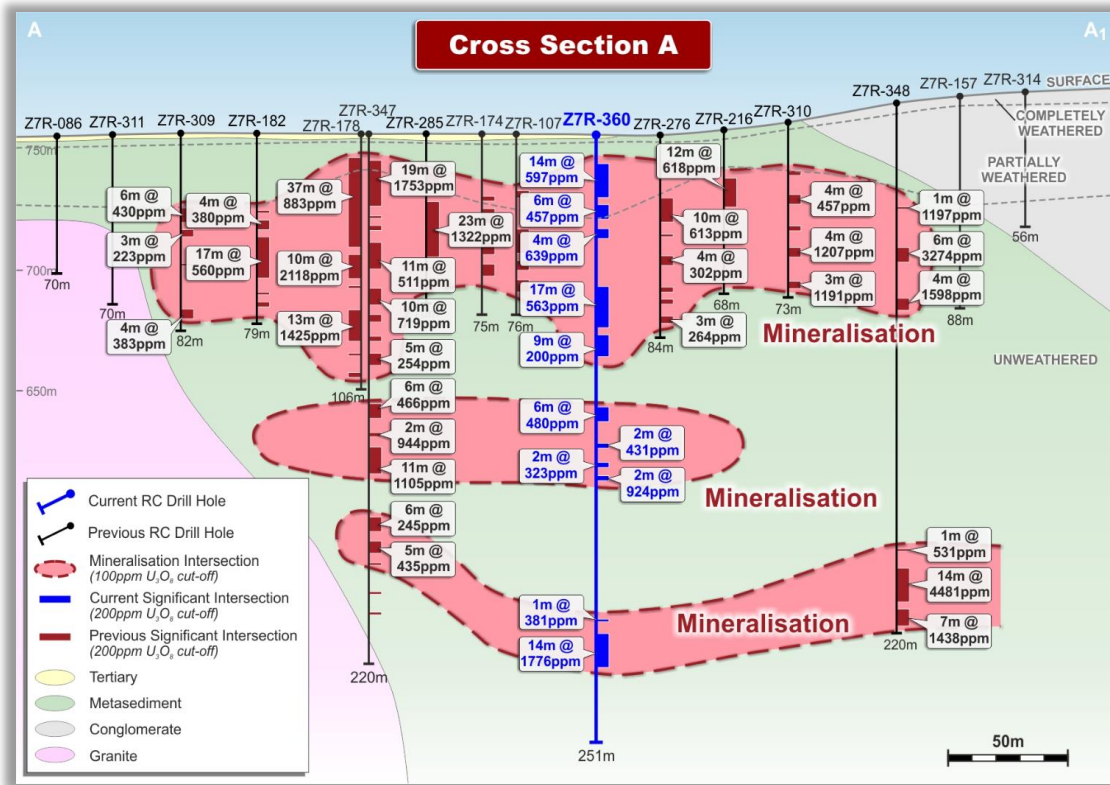 A
Cross Section A
A₁
Z7R-086
Z7R-311
Z7R-309
Z7R-182
Z7R-178
Z7R-347
Z7R-285
Z7R-174
Z7R-107
Z7R-360
Z7R-276
Z7R-216
Z7R-310
Z7R-348
Z7R-157
Z7R-314
SURFACE
COMPLETELY
WEATHERED
PARTIALLY
WEATHERED
UNWEATHERED
750m
700m
650m
70m
70m
6m @
430ppm
3m @
223ppm
4m @
383ppm
82m
4m @
380ppm
17m @
560ppm
79m
37m @
883ppm
10m @
2118ppm
13m @
1425ppm
106m
19m @
1753ppm
11m @
511ppm
10m @
719ppm
5m @
254ppm
6m @
466ppm
2m @
944ppm
11m @
1105ppm
6m @
245ppm
5m @
435ppm
220m
23m @
1322ppm
75m
76m
14m @
597ppm
6m @
457ppm
4m @
639ppm
17m @
563ppm
9m @
200ppm
6m @
480ppm
2m @
431ppm
2m @
323ppm
2m @
924ppm
1m @
381ppm
14m @
1776ppm
251m
12m @
618ppm
10m @
613ppm
4m @
302ppm
3m @
264ppm
84m
68m
4m @
457ppm
4m @
1207ppm
3m @
1191ppm
73m
1m @
1197ppm
6m @
3274ppm
4m @
1598ppm
88m
56m
1m @
531ppm
14m @
4481ppm
7m @
1438ppm
220m
Mineralisation
Mineralisation
Mineralisation
Current RC Drill Hole
Previous RC Drill Hole
Mineralisation Intersection
(100ppm U₃O₈ cut-off)
Current Significant Intersection
(200ppm U₃O₈ cut-off)
Previous Significant Intersection
(200ppm U₃O₈ cut-off)
Tertiary
Metasediment
Conglomerate
Granite
50m